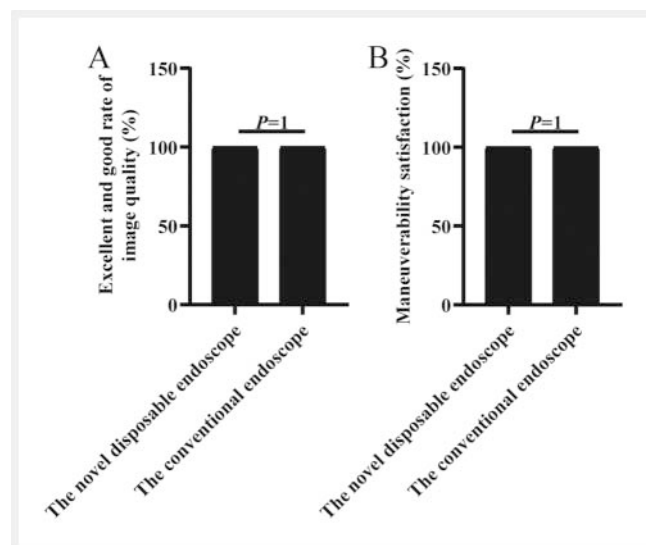 A
Excellent and good rate of
image quality (%)
150
100
50
0
P=1
The novel disposable endoscope
The conventional endoscope
B
Maneuverability satisfaction (%)
150
100
50
0
P=1
The novel disposable endoscope
The conventional endoscope